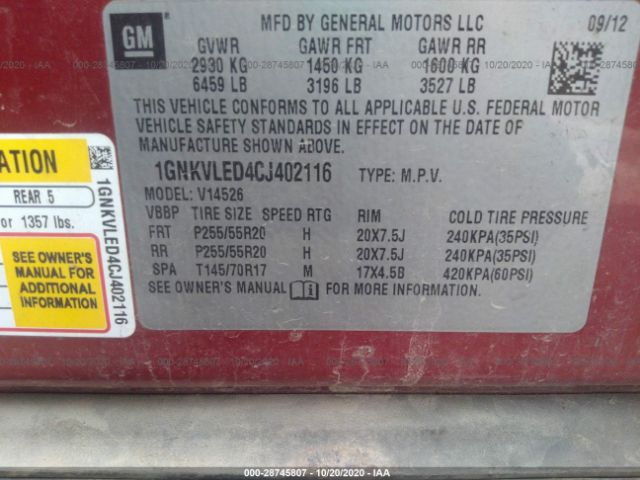 MFD BY GENERAL MOTORS LLC 09/12
GM
GVWR GAWR FRT GAWR RR
2930 KG 1450 KG 1600 KG
6459 LB 3196 LB 3527 LB
THIS VEHICLE CONFORMS TO ALL APPLICABLE U.S. FEDERAL MOTOR
VEHICLE SAFETY STANDARDS IN EFFECT ON THE DATE OF
MANUFACTURE SHOWN ABOVE.
1GNKVLED4CJ402116 TYPE: M.P.V.
MODEL: V14526
VBBP TIRE SIZE SPEED RTG RIM COLD TIRE PRESSURE
FRT P255/55R20 H 20X7.5J 240KPA(35PSI)
RR P255/55R20 H 20X7.5J 240KPA(35PSI)
SPA T145/70R17 M 17X4.5B 420KPA(60PSI)
SEE OWNER'S MANUAL FOR MORE INFORMATION.
ATION
REAR 5
or 1357 lbs.
SEE OWNER'S
MANUAL FOR
ADDITIONAL
INFORMATION
1GNKVLED4CJ402116
000-28745807 | 10/20/2020 | IAA